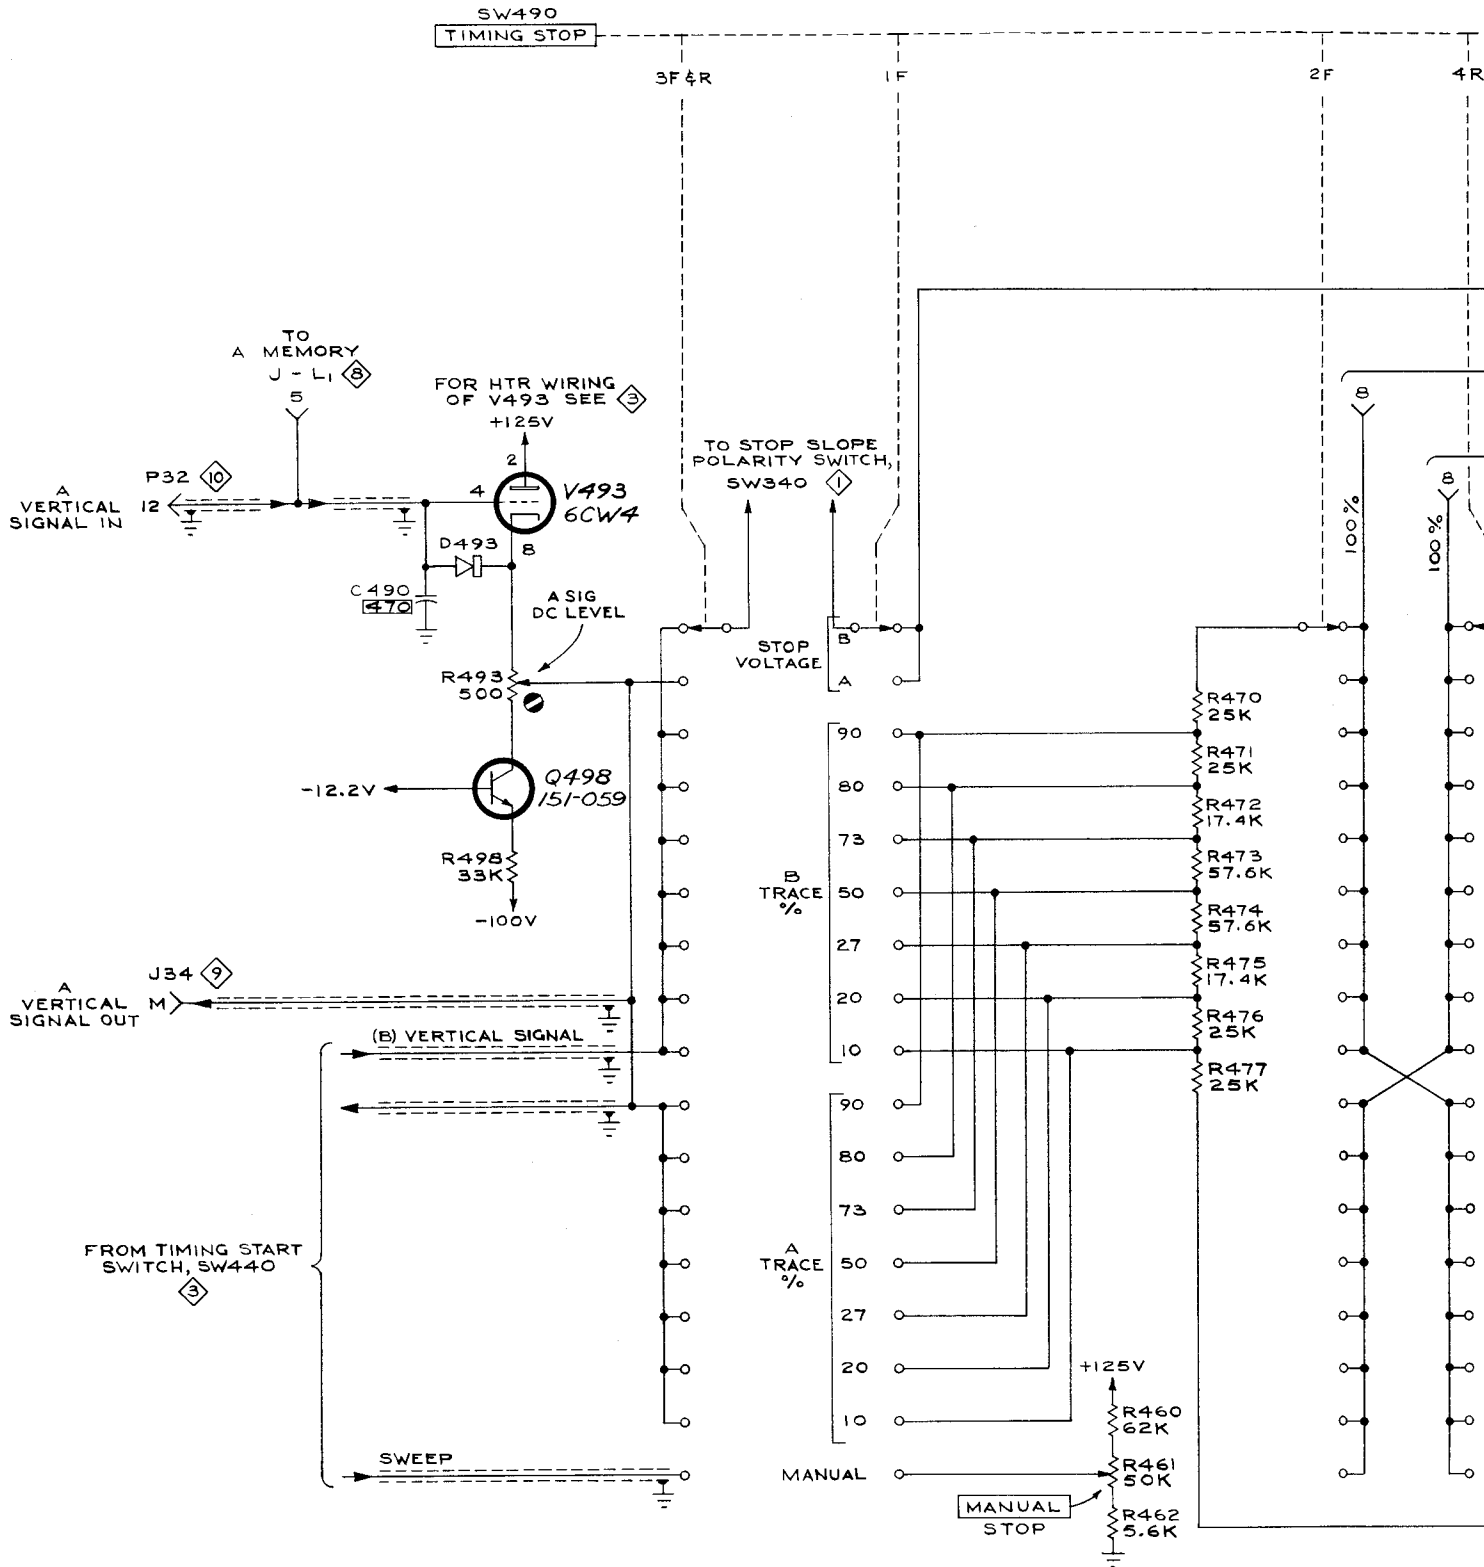 SW490
TIMING STOP
3F & R
1F
2F
4R
TO
A MEMORY
J - L1 8
5
FOR HTR WIRING
OF V493 SEE 3
+125V
2
4
V493
6CW4
8
P32 10
A
VERTICAL
SIGNAL IN
12
D493
C490
470
A SIG
DC LEVEL
R493
500
TO STOP SLOPE
POLARITY SWITCH,
SW340 1
8
8
100%
100%
STOP
VOLTAGE
B
A
Q498
151-059
-12.2V
R498
33K
-100V
B
TRACE
%
90
80
73
50
27
20
10
R470
25K
R471
25K
R472
17.4K
R473
57.6K
R474
57.6K
R475
17.4K
R476
25K
R477
25K
J34 9
A
VERTICAL
SIGNAL OUT
M
(B) VERTICAL SIGNAL
FROM TIMING START
SWITCH, SW440
3
SWEEP
A
TRACE
%
90
80
73
50
27
20
10
MANUAL
+125V
R460
62K
R461
50K
R462
5.6K
MANUAL
STOP